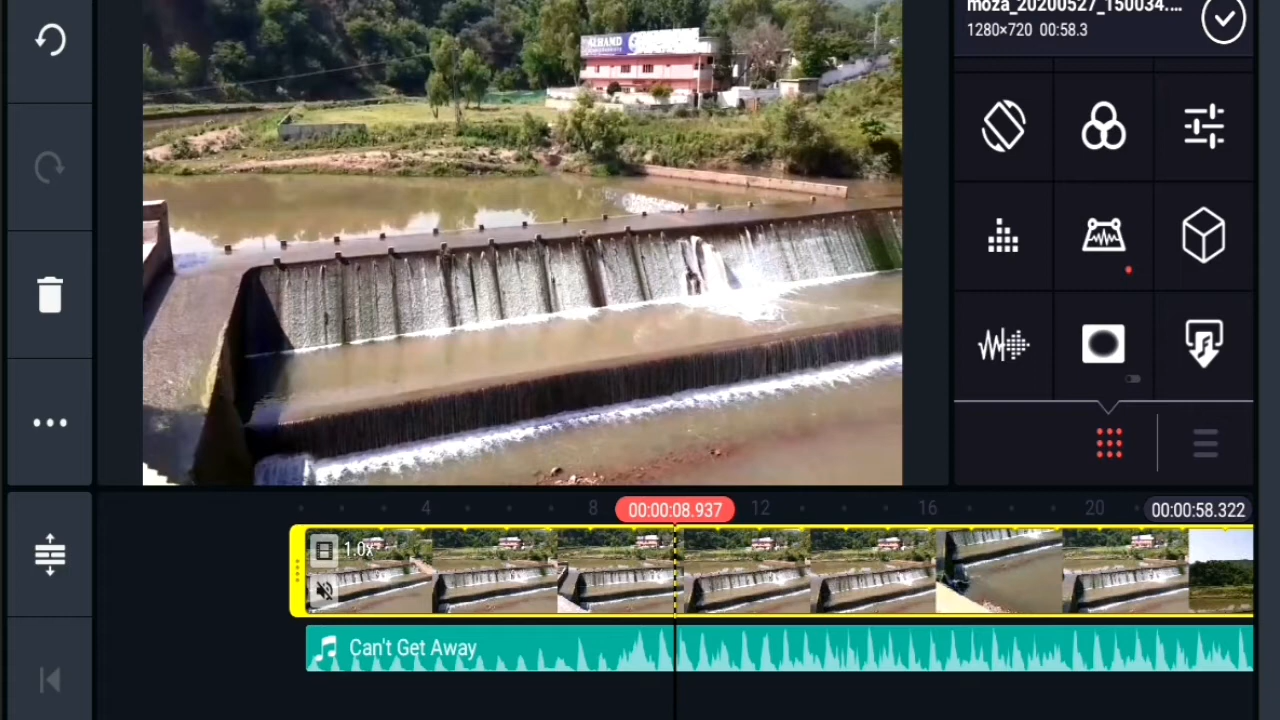 moza_20200527_150034....
1280×720 00:58.3
4
8
00:00:08.937
12
16
20
00:00:58.322
1.0x
Can't Get Away